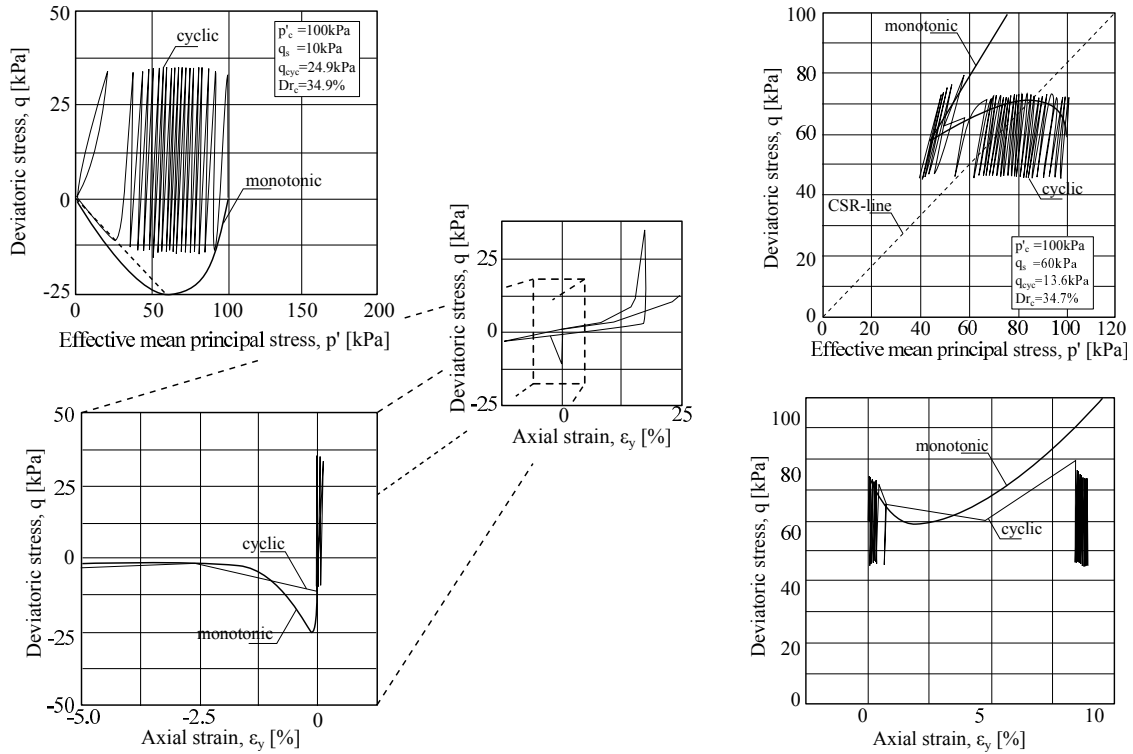 Deviatoric stress, q [kPa]
50
25
0
-25
cyclic
p'c=100kPa
qs =10kPa
qcyc=24.9kPa
Drc=34.9%
monotonic
0 50 100 150 200
Effective mean principal stress, p' [kPa]
Deviatoric stress, q [kPa]
100
80
60
40
20
0
monotonic
cyclic
CSR-line
p'c=100kPa
qs =60kPa
qcyc=13.6kPa
Drc=34.7%
0 20 40 60 80 100 120
Effective mean principal stress, p' [kPa]
Deviatoric stress, q [kPa]
25
0
-25
0 25
Axial strain, εy [%]
Deviatoric stress, q [kPa]
50
25
0
-25
-50
cyclic
monotonic
-5.0 -2.5 0
Axial strain, εy [%]
Deviatoric stress, q [kPa]
100
80
60
40
20
0
monotonic
cyclic
0 5 10
Axial strain, εy [%]